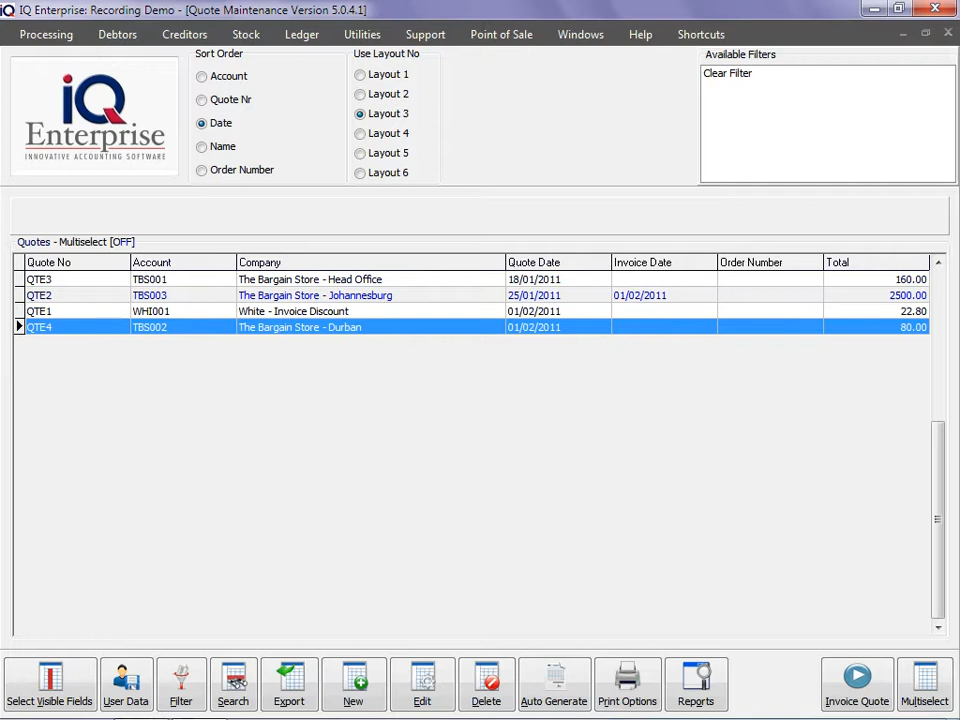 IQ Enterprise: Recording Demo - [Quote Maintenance Version 5.0.4.1]
Processing Debtors Creditors Stock Ledger Utilities Support Point of Sale Windows Help Shortcuts
iQ
Enterprise
INNOVATIVE ACCOUNTING SOFTWARE
Sort Order
Account
Quote Nr
Date
Name
Order Number
Use Layout No
Layout 1
Layout 2
Layout 3
Layout 4
Layout 5
Layout 6
Available Filters
Clear Filter
Quotes - Multiselect [OFF]
Quote No Account Company Quote Date Invoice Date Order Number Total
QTE3 TBS001 The Bargain Store - Head Office 18/01/2011 160.00
QTE2 TBS003 The Bargain Store - Johannesburg 25/01/2011 01/02/2011 2500.00
QTE1 WHI001 White - Invoice Discount 01/02/2011 22.80
QTE4 TBS002 The Bargain Store - Durban 01/02/2011 80.00
Select Visible Fields User Data Filter Search Export New Edit Delete Auto Generate Print Options Reports Invoice Quote Multiselect